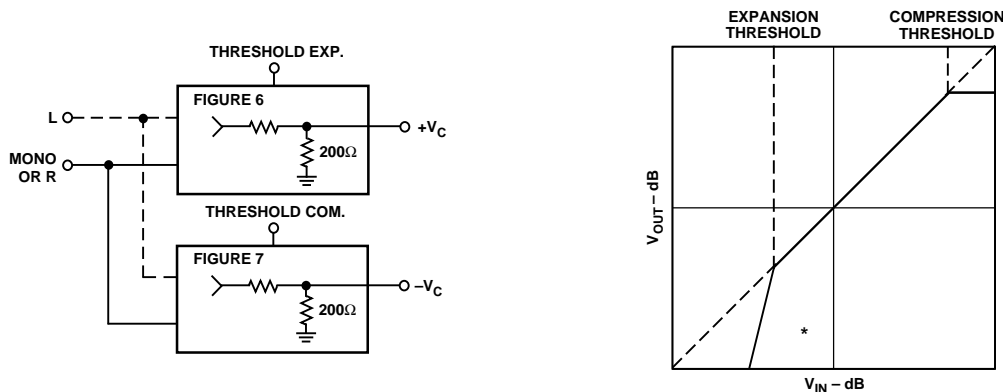 THRESHOLD EXP.
FIGURE 6
L
+VC
200Ω
MONO
OR R
THRESHOLD COM.
FIGURE 7
–VC
200Ω
EXPANSION
THRESHOLD
COMPRESSION
THRESHOLD
VOUT – dB
*
VIN – dB